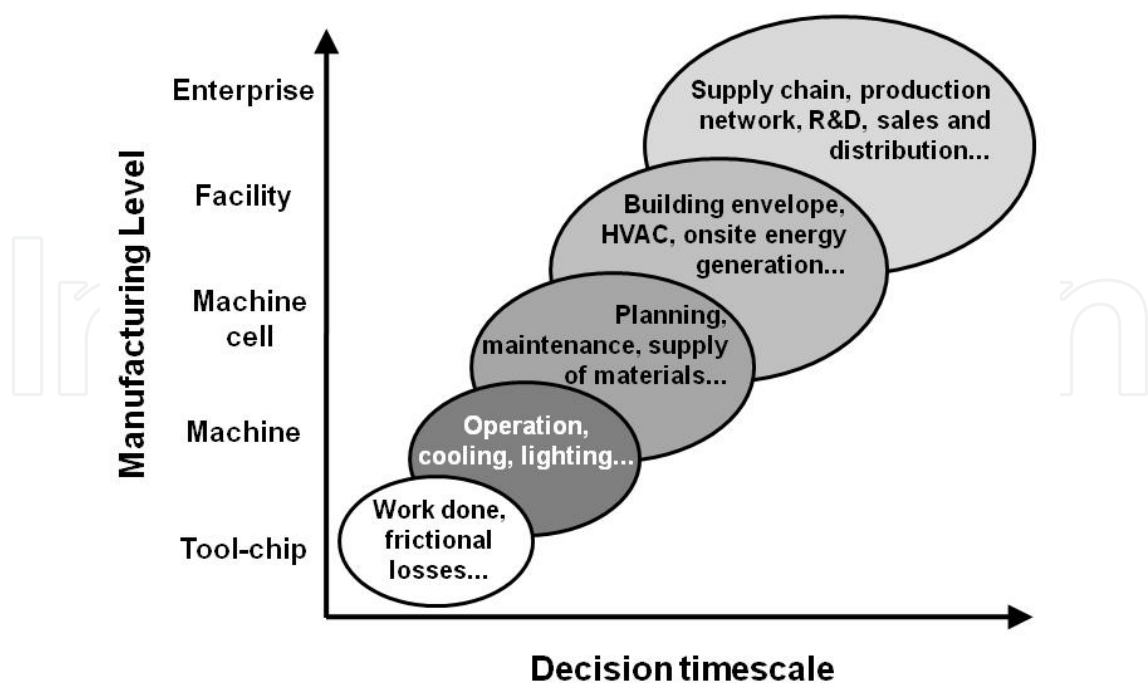 Manufacturing Level
Enterprise
Facility
Machine
cell
Machine
Tool-chip
Supply chain, production
network, R&D, sales and
distribution...
Building envelope,
HVAC, onsite energy
generation...
Planning,
maintenance, supply
of materials...
Operation,
cooling, lighting...
Work done,
frictional
losses...
Decision timescale